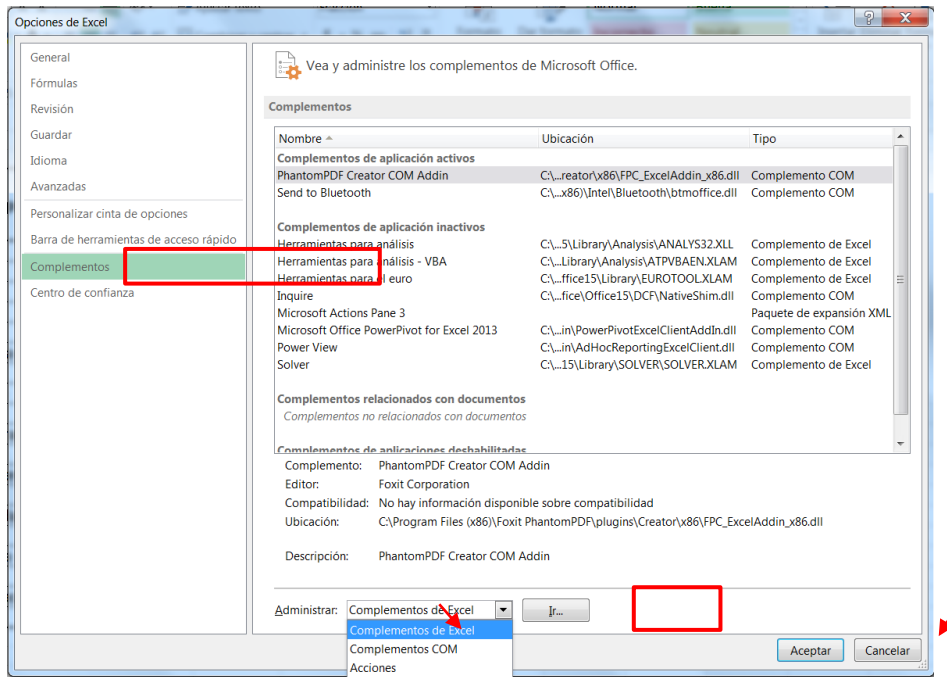 Opciones de Excel
General
Fórmulas
Revisión
Guardar
Idioma
Avanzadas
Personalizar cinta de opciones
Barra de herramientas de acceso rápido
Complementos
Centro de confianza
Vea y administre los complementos de Microsoft Office.
Complementos
Nombre Ubicación Tipo
Complementos de aplicación activos
PhantomPDF Creator COM Addin C:\...reator\x86\FPC_ExcelAddin_x86.dll Complemento COM
Send to Bluetooth C:\...x86)\Intel\Bluetooth\btmoffice.dll Complemento COM
Complementos de aplicación inactivos
Herramientas para análisis C:\...5\Library\Analysis\ANALYS32.XLL Complemento de Excel
Herramientas para análisis - VBA C:\...Library\Analysis\ATPVBAEN.XLAM Complemento de Excel
Herramientas para el euro C:\...ffice15\Library\EUROTOOL.XLAM Complemento de Excel
Inquire C:\...fice\Office15\DCF\NativeShim.dll Complemento COM
Microsoft Actions Pane 3 Paquete de expansión XML
Microsoft Office PowerPivot for Excel 2013 C:\...in\PowerPivotExcelClientAddIn.dll Complemento COM
Power View C:\...in\AdHocReportingExcelClient.dll Complemento COM
Solver C:\...15\Library\SOLVER\SOLVER.XLAM Complemento de Excel
Complementos relacionados con documentos
Complementos no relacionados con documentos
Complementos de aplicaciones deshabilitadas
Complemento: PhantomPDF Creator COM Addin
Editor: Foxit Corporation
Compatibilidad: No hay información disponible sobre compatibilidad
Ubicación: C:\Program Files (x86)\Foxit PhantomPDF\plugins\Creator\x86\FPC_ExcelAddin_x86.dll
Descripción: PhantomPDF Creator COM Addin
Administrar: Complementos de Excel Ir...
Complementos de Excel
Complementos COM
Acciones
Aceptar Cancelar